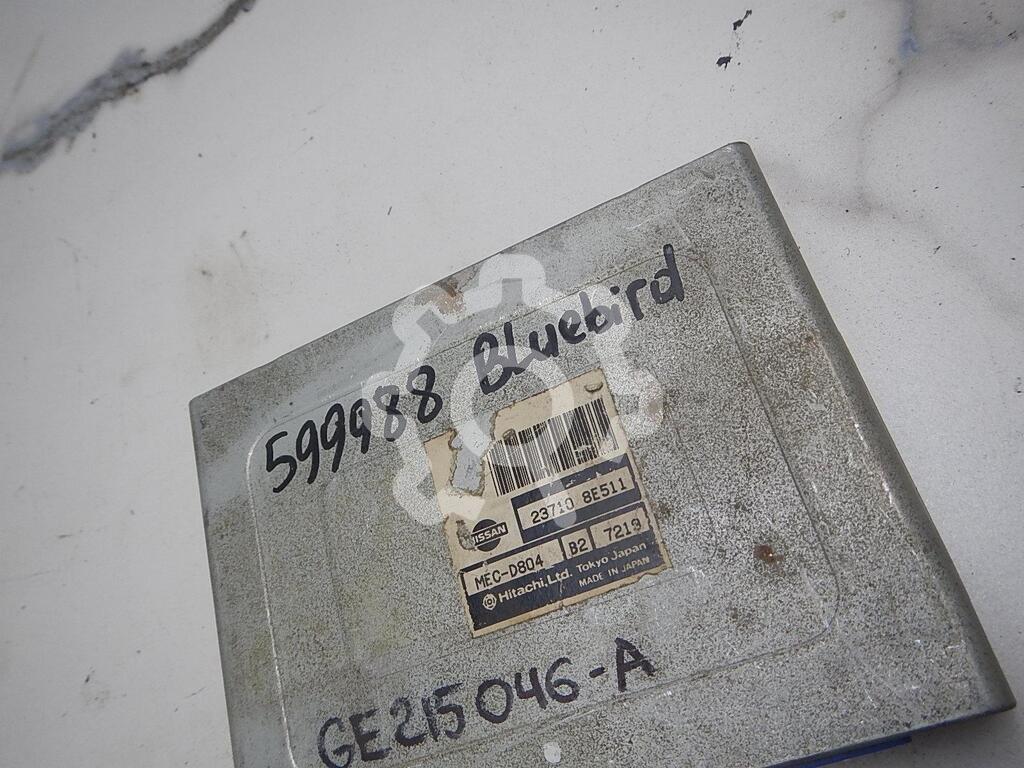 599988 Bluebird
23710 8E511
NISSAN
MEC-D804 B2 7219
Hitachi, Ltd. Tokyo Japan
MADE IN JAPAN
GE215046-A